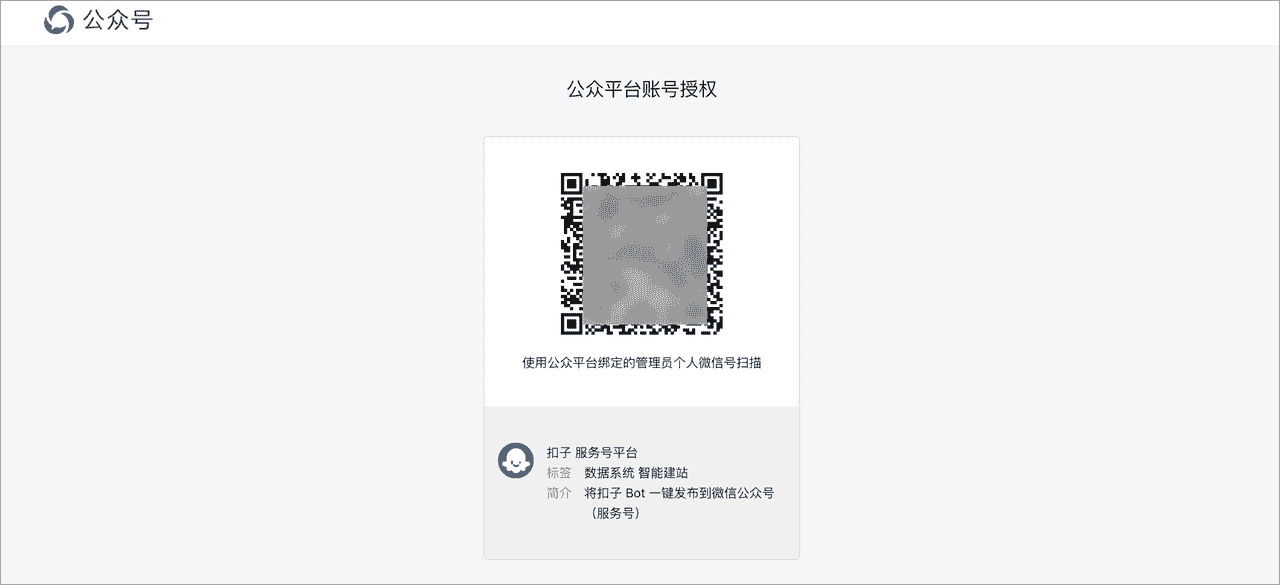 公众号
公众平台账号授权
使用公众平台绑定的管理员个人微信号扫描
扣子 服务号平台
标签 数据系统 智能建站
简介 将扣子 Bot 一键发布到微信公众号
（服务号）